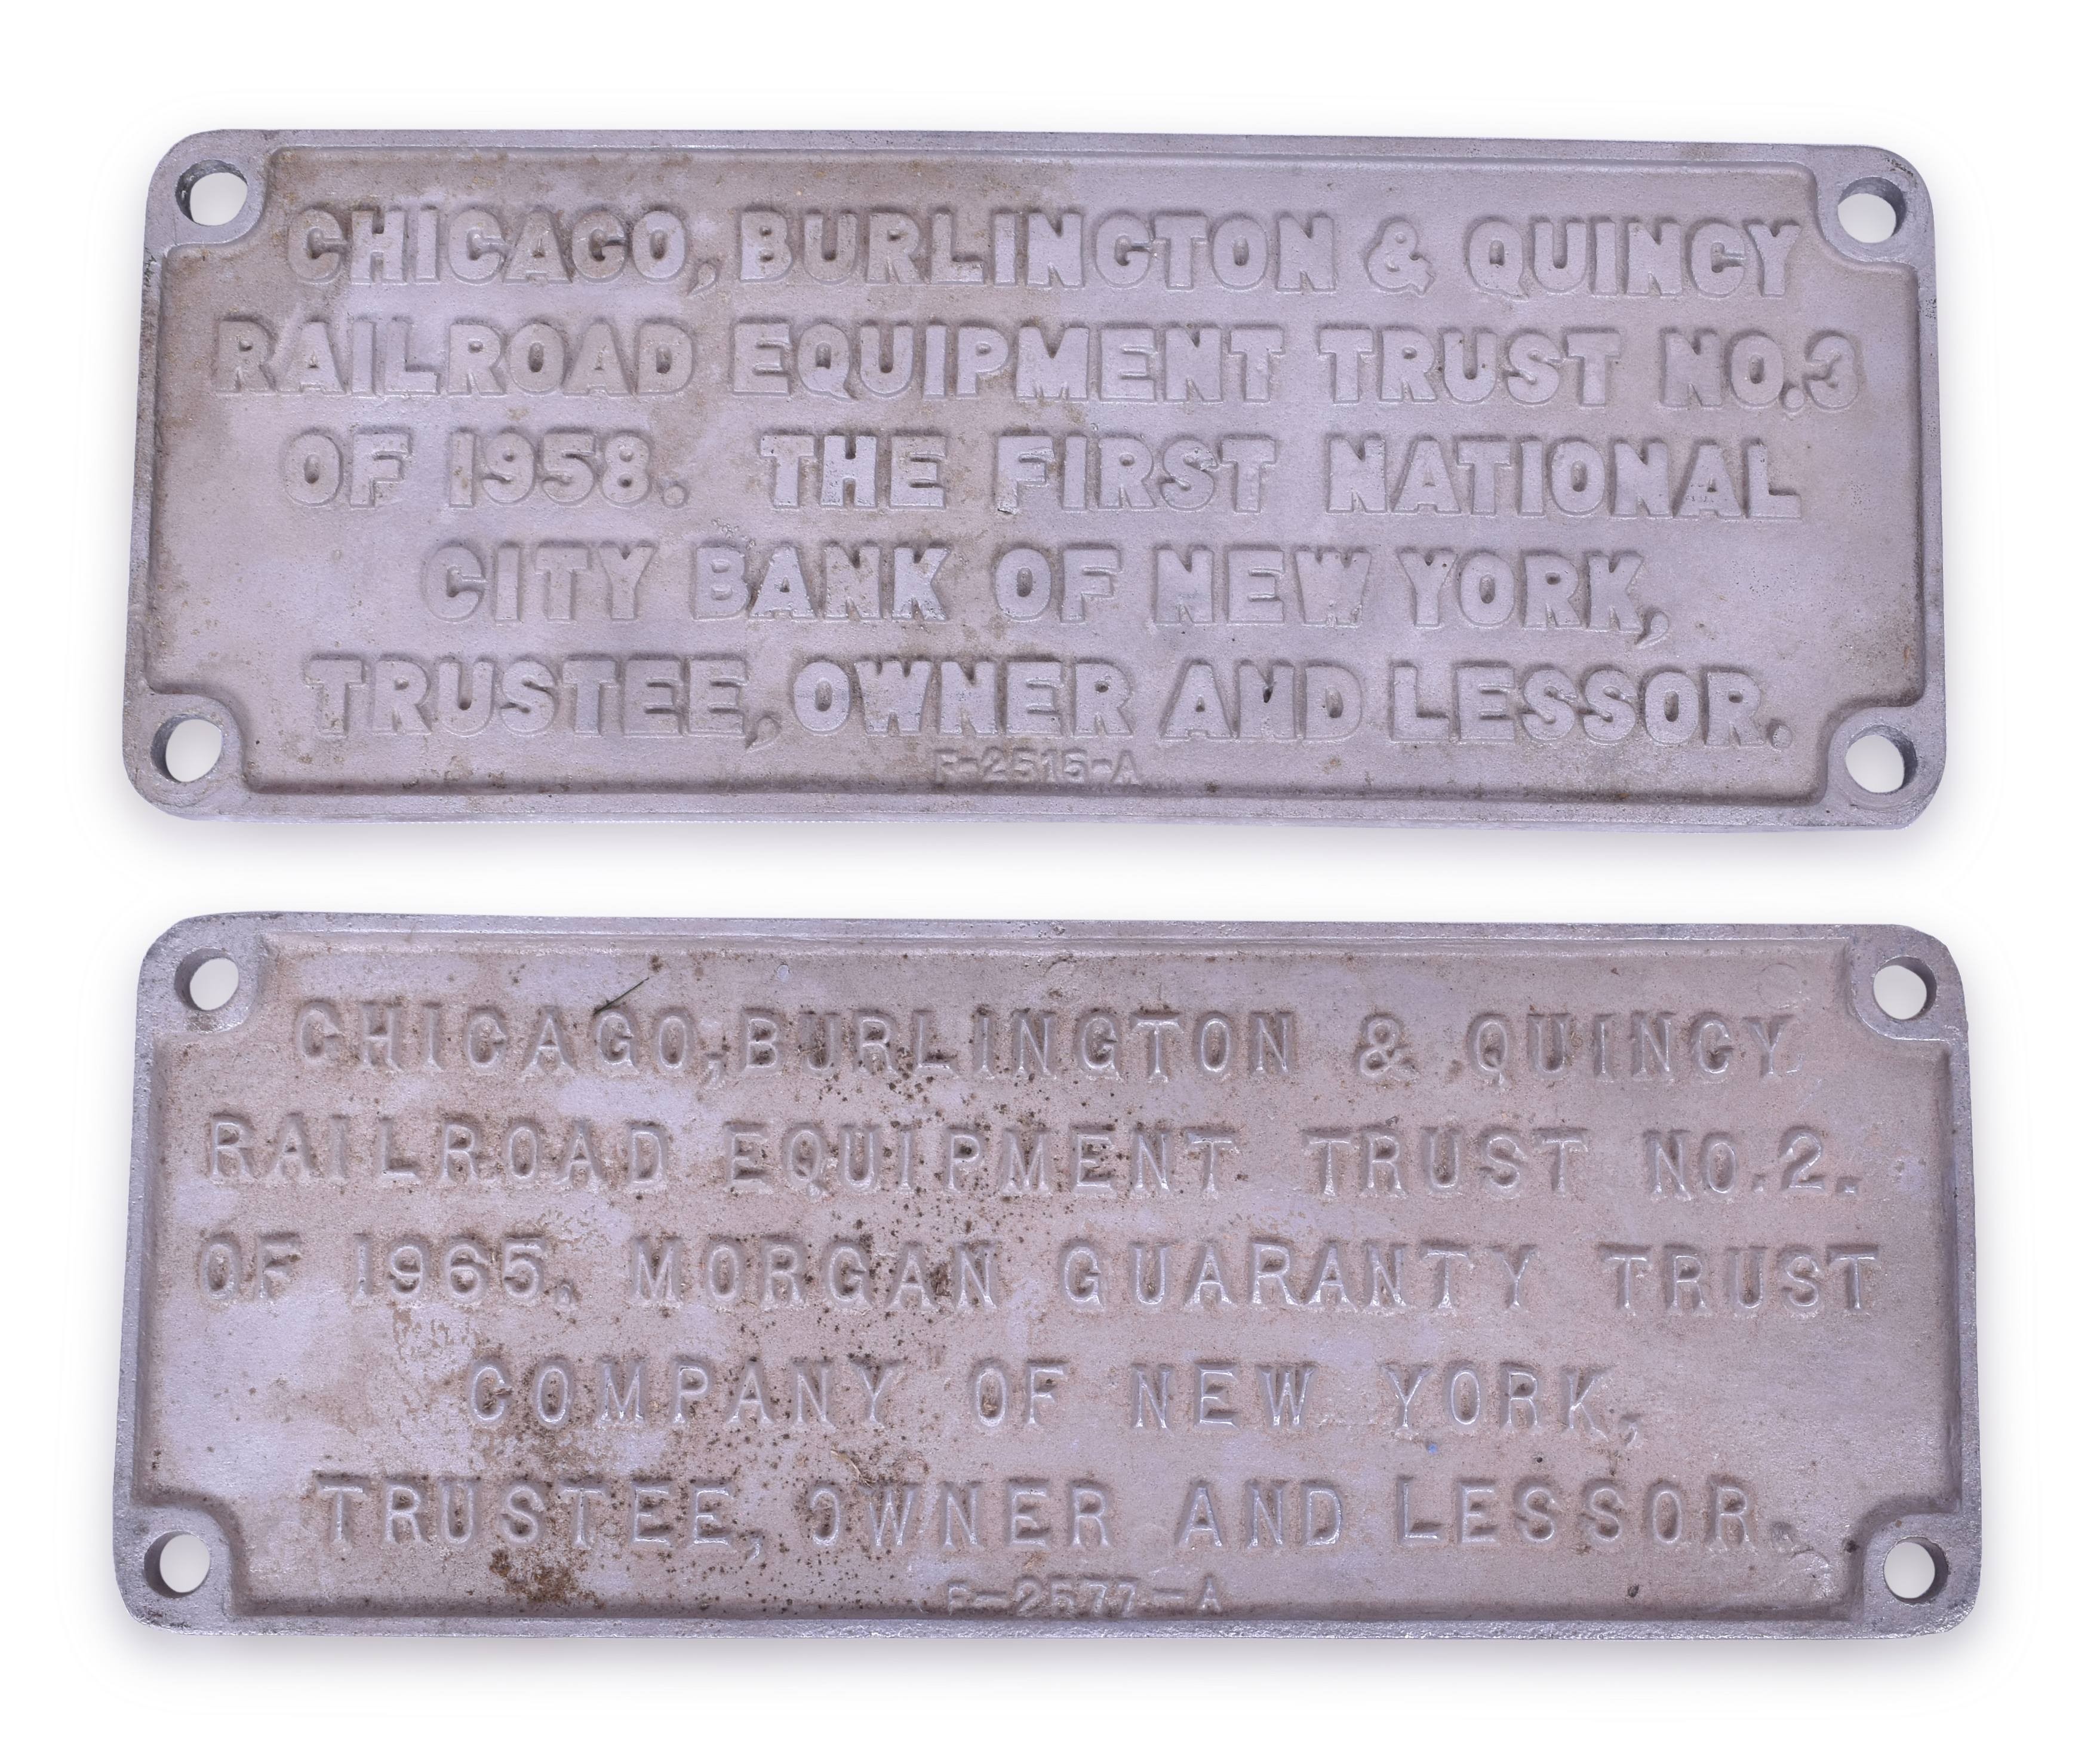 CHICAGO, BURLINGTON & QUINCY
RAILROAD EQUIPMENT TRUST NO.3
OF 1958. THE FIRST NATIONAL
CITY BANK OF NEW YORK,
TRUSTEE, OWNER AND LESSOR.
F-2515-A
CHICAGO, BURLINGTON & QUINCY
RAILROAD EQUIPMENT TRUST NO.2.
OF 1965. MORGAN GUARANTY TRUST
COMPANY OF NEW YORK,
TRUSTEE, OWNER AND LESSOR.
F-2577-A